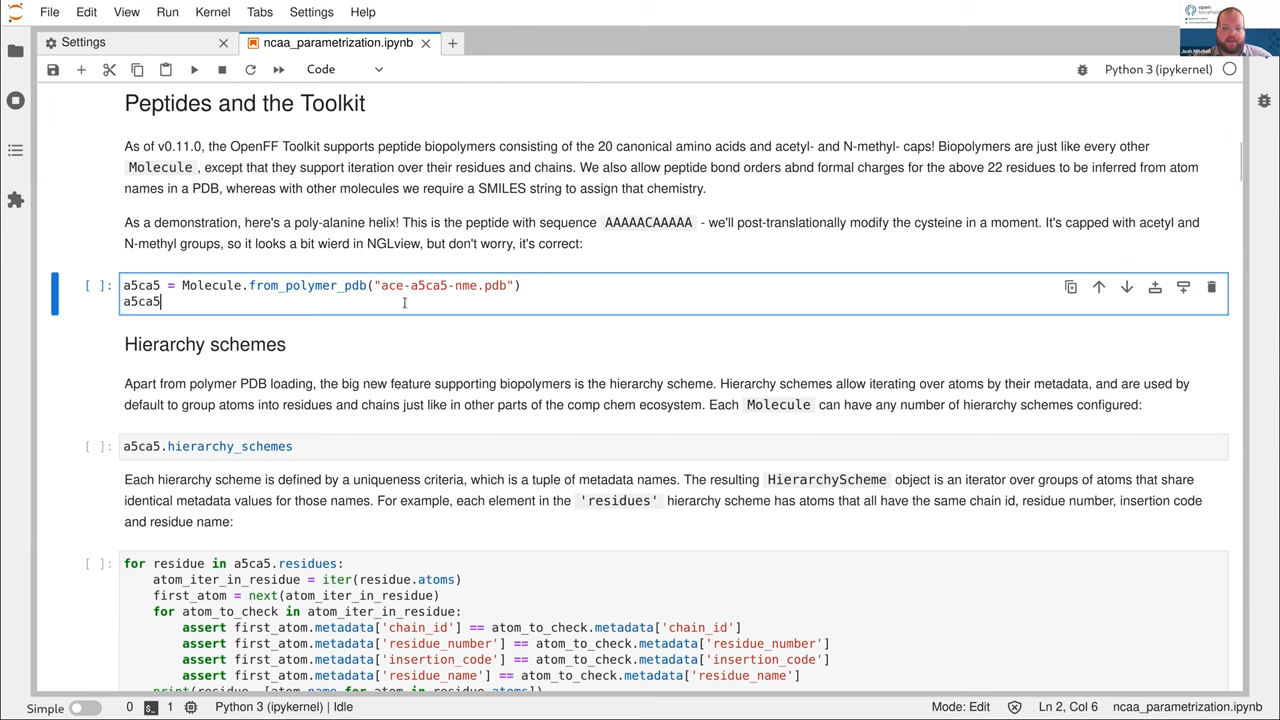 File Edit View Run Kernel Tabs Settings Help
open
forcefield
Josh Mitchell
Settings
ncaa_parametrization.ipynb
Code
Python 3 (ipykernel)
Peptides and the Toolkit
As of v0.11.0, the OpenFF Toolkit supports peptide biopolymers consisting of the 20 canonical amino acids and acetyl- and N-methyl- caps! Biopolymers are just like every other
Molecule , except that they support iteration over their residues and chains. We also allow peptide bond orders abnd formal charges for the above 22 residues to be inferred from atom
names in a PDB, whereas with other molecules we require a SMILES string to assign that chemistry.
As a demonstration, here's a poly-alanine helix! This is the peptide with sequence AAAAACAAAAA - we'll post-translationally modify the cysteine in a moment. It's capped with acetyl and
N-methyl groups, so it looks a bit wierd in NGLview, but don't worry, it's correct:
[ ]: a5ca5 = Molecule.from_polymer_pdb("ace-a5ca5-nme.pdb")
a5ca5
Hierarchy schemes
Apart from polymer PDB loading, the big new feature supporting biopolymers is the hierarchy scheme. Hierarchy schemes allow iterating over atoms by their metadata, and are used by
default to group atoms into residues and chains just like in other parts of the comp chem ecosystem. Each Molecule can have any number of hierarchy schemes configured:
[ ]: a5ca5.hierarchy_schemes
Each hierarchy scheme is defined by a uniqueness criteria, which is a tuple of metadata names. The resulting HierarchyScheme object is an iterator over groups of atoms that share
identical metadata values for those names. For example, each element in the 'residues' hierarchy scheme has atoms that all have the same chain id, residue number, insertion code
and residue name:
[ ]: for residue in a5ca5.residues:
atom_iter_in_residue = iter(residue.atoms)
first_atom = next(atom_iter_in_residue)
for atom_to_check in atom_iter_in_residue:
assert first_atom.metadata['chain_id'] == atom_to_check.metadata['chain_id']
assert first_atom.metadata['residue_number'] == atom_to_check.metadata['residue_number']
assert first_atom.metadata['insertion_code'] == atom_to_check.metadata['insertion_code']
assert first_atom.metadata['residue_name'] == atom_to_check.metadata['residue_name']
print(residue, [atom.name for atom in residue.atoms])
Simple 0 1 Python 3 (ipykernel) | Idle Mode: Edit Ln 2, Col 6 ncaa_parametrization.ipynb